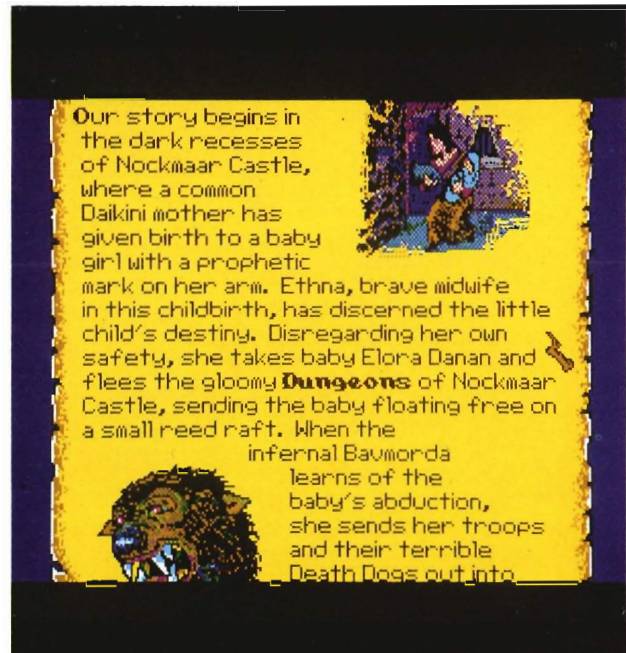 Our story begins in
the dark recesses
of Nockmaar Castle,
where a common
Daikini mother has
given birth to a baby
girl with a prophetic
mark on her arm. Ethna, brave midwife
in this childbirth, has discerned the little
child's destiny. Disregarding her own
safety, she takes baby Elora Danan and
flees the gloomy Dungeons of Nockmaar
Castle, sending the baby floating free on
a small reed raft. When the
infernal Bavmorda
learns of the
baby's abduction,
she sends her troops
and their terrible
Death Dogs out into